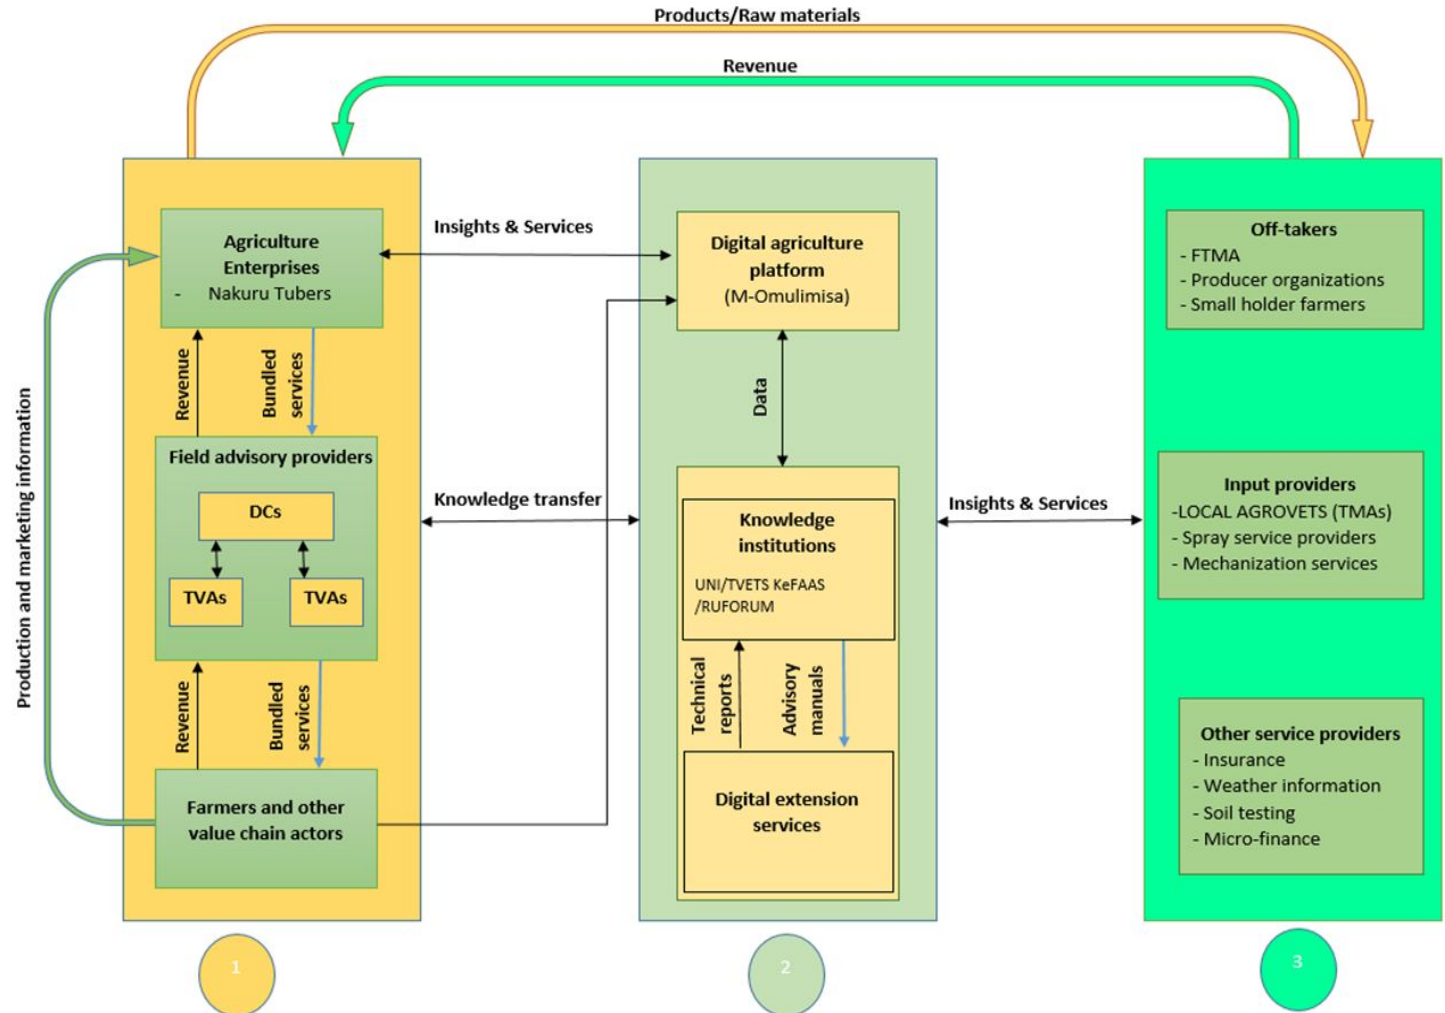 Products/Raw materials
Revenue
Production and marketing information
Agriculture
Enterprises
- Nakuru Tubers
Revenue
Bundled
services
Field advisory providers
DCs
TVAs
TVAs
Revenue
Bundled
services
Farmers and other
value chain actors
1
Insights & Services
Knowledge transfer
Digital agriculture
platform
(M-Omulimisa)
Data
Knowledge
institutions
UNI/TVETS KeFAAS
/RUFORUM
Technical
reports
Advisory
manuals
Digital extension
services
2
Insights & Services
Off-takers
- FTMA
- Producer organizations
- Small holder farmers
Input providers
-LOCAL AGROVETS (TMAs)
- Spray service providers
- Mechanization services
Other service providers
- Insurance
- Weather information
- Soil testing
- Micro-finance
3